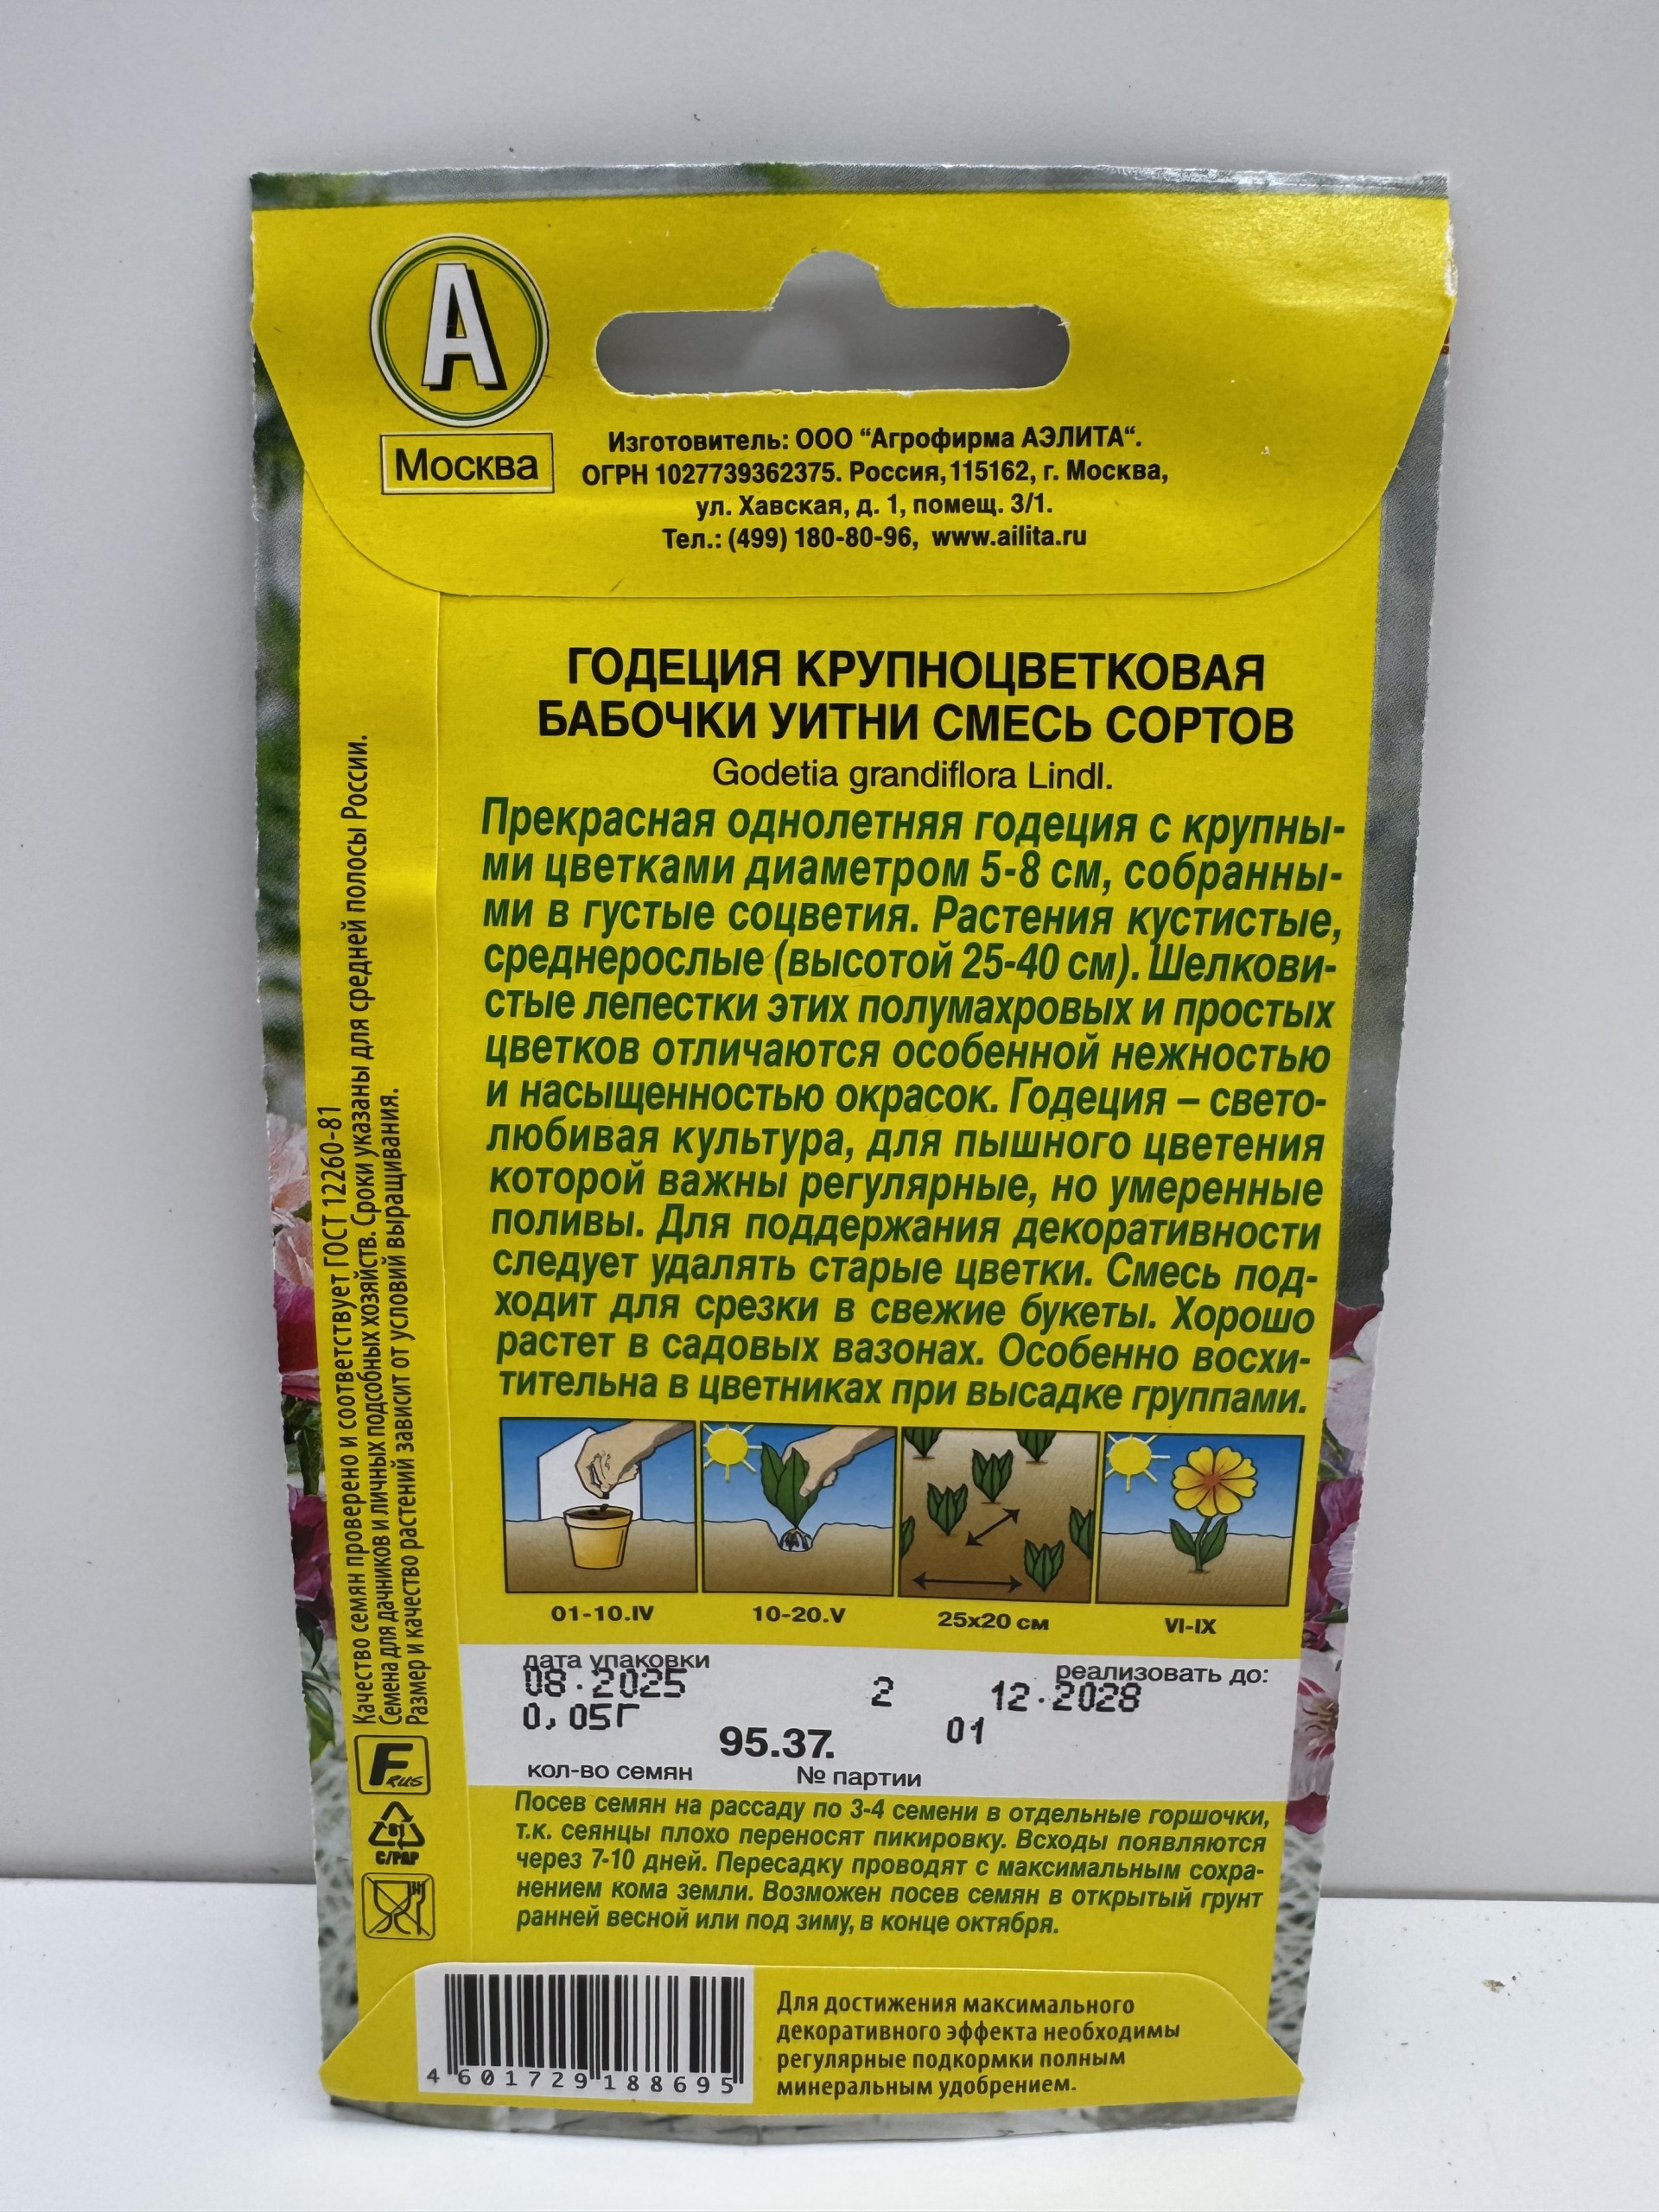 А
Москва
Изготовитель: ООО “Агрофирма АЭЛИТА“.
ОГРН 1027739362375. Россия, 115162, г. Москва,
ул. Хавская, д. 1, помещ. 3/1.
Тел.: (499) 180-80-96, www.ailita.ru
ГОДЕЦИЯ КРУПНОЦВЕТКОВАЯ
БАБОЧКИ УИТНИ СМЕСЬ СОРТОВ
Godetia grandiflora Lindl.
Прекрасная однолетняя годеция с крупны-
ми цветками диаметром 5-8 см, собранны-
ми в густые соцветия. Растения кустистые,
среднерослые (высотой 25-40 см). Шелкови-
стые лепестки этих полумахровых и простых
цветков отличаются особенной нежностью
и насыщенностью окрасок. Годеция – свето-
любивая культура, для пышного цветения
которой важны регулярные, но умеренные
поливы. Для поддержания декоративности
следует удалять старые цветки. Смесь под-
ходит для срезки в свежие букеты. Хорошо
растет в садовых вазонах. Особенно восхи-
тительна в цветниках при высадке группами.
01-10.IV
10-20.V
25х20 см
VI-IX
дата упаковки
реализовать до:
08.2025
2
12.2028
0,05Г
95.37.
01
кол-во семян
№ партии
Посев семян на рассаду по 3-4 семени в отдельные горшочки,
т.к. сеянцы плохо переносят пикировку. Всходы появляются
через 7-10 дней. Пересадку проводят с максимальным сохра-
нением кома земли. Возможен посев семян в открытый грунт
ранней весной или под зиму, в конце октября.
Качество семян проверено и соответствует ГОСТ 12260-81
Семена для дачников и личных подсобных хозяйств. Сроки указаны для средней полосы России.
Размер и качество растений зависит от условий выращивания.
F RUS
81
C/PAP
4 601729 188695
Для достижения максимального
декоративного эффекта необходимы
регулярные подкормки полным
минеральным удобрением.